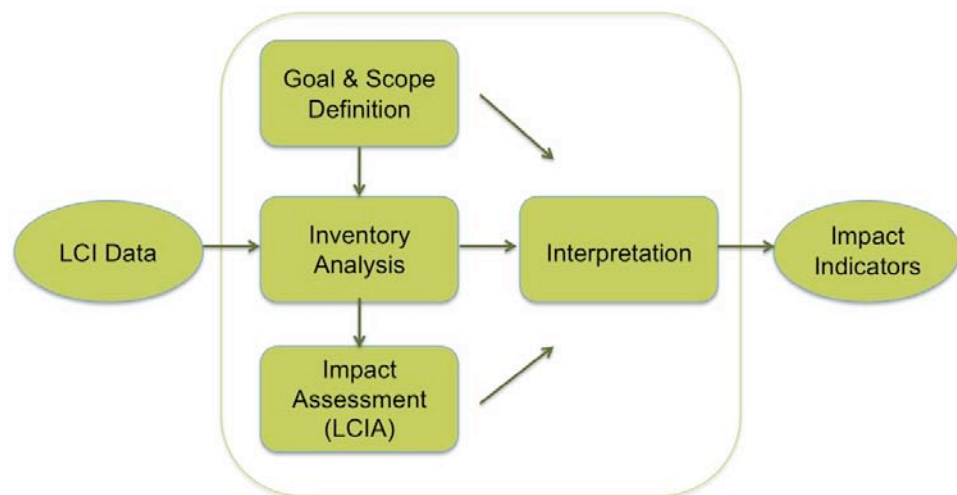 Goal & Scope
Definition
LCI Data
Inventory
Analysis
Interpretation
Impact
Indicators
Impact
Assessment
(LCIA)